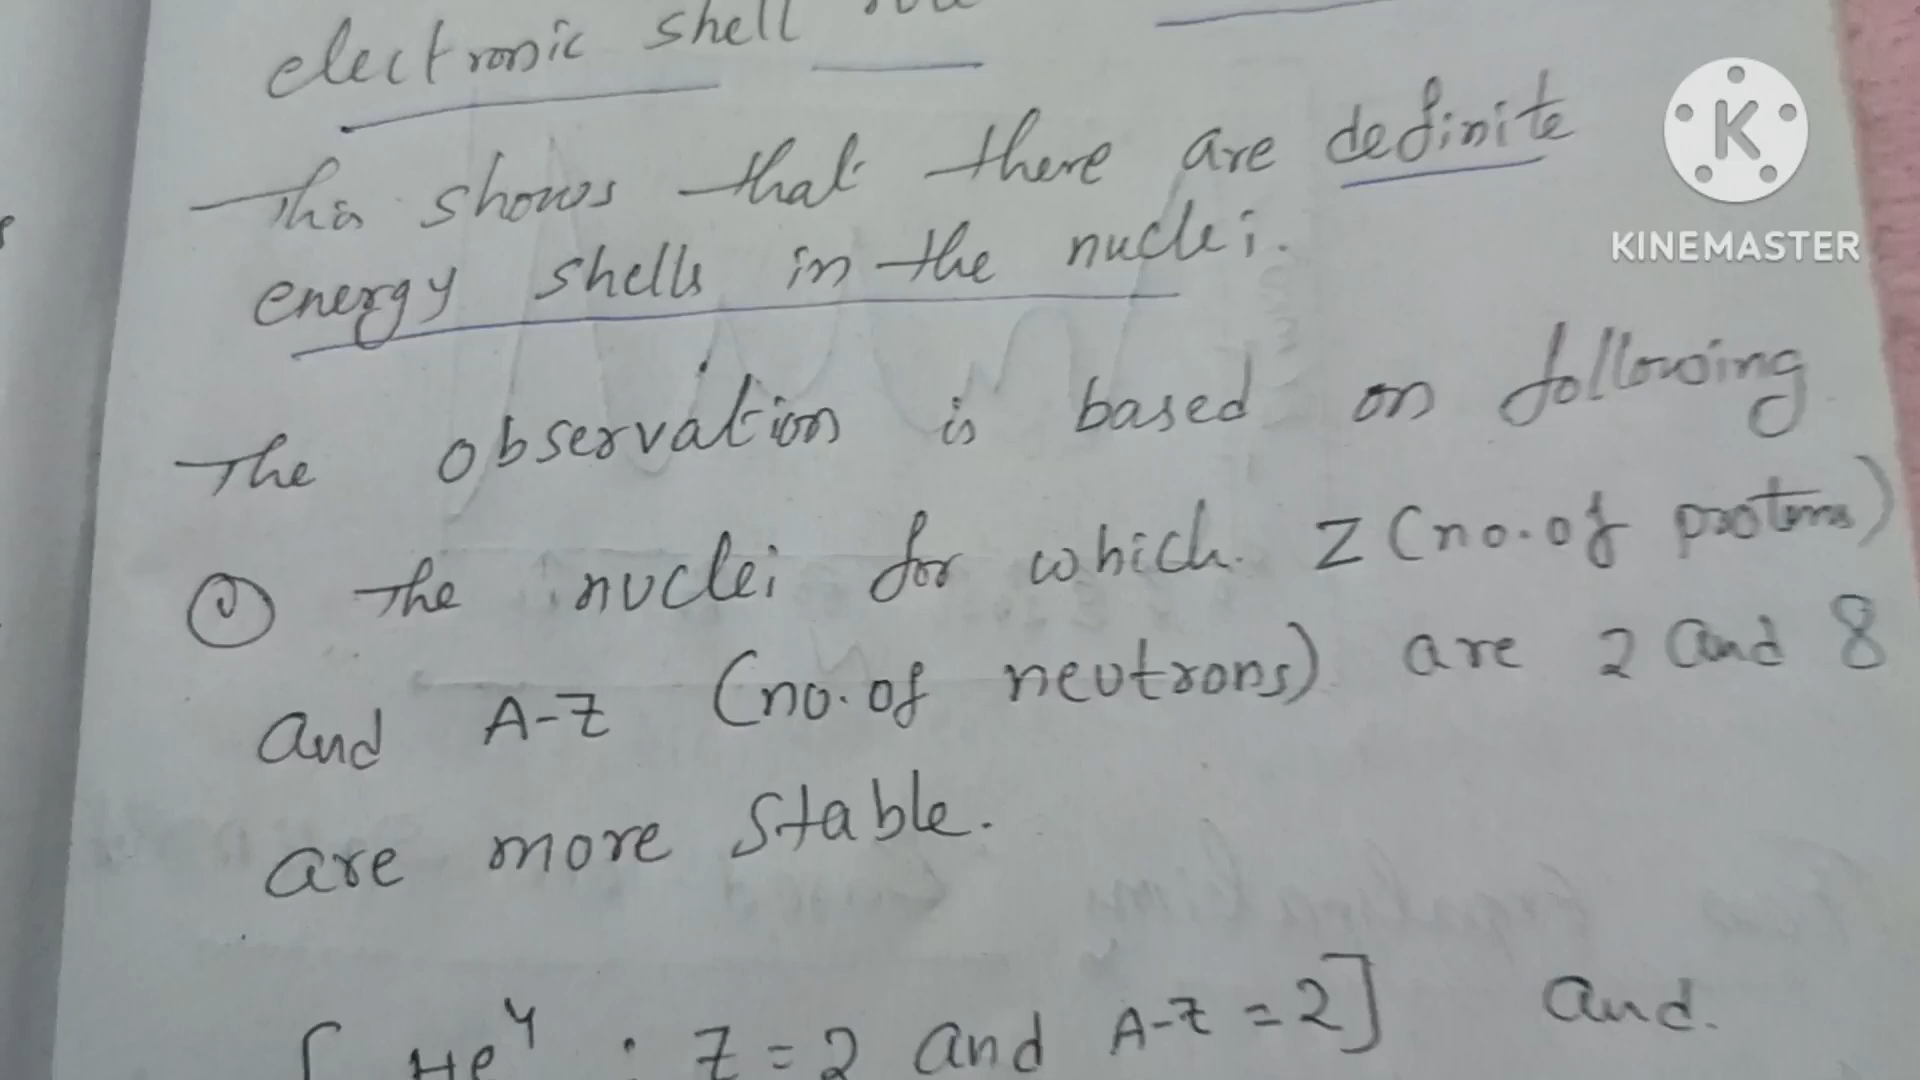 electronic shell
This shows that there are definite
energy shells in the nuclei.
The observation is based on following
The nuclei for which Z (no. of protons)
and A-Z (no. of neutrons) are 2 and 8
are more stable.
[ He4 : Z = 2 and A-Z = 2] and.
K
KINEMASTER